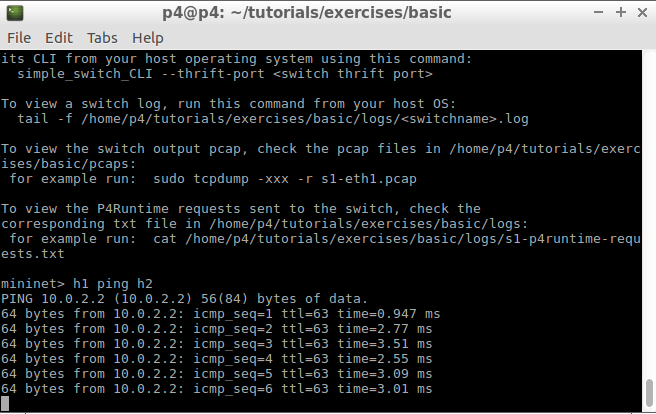 p4@p4: ~/tutorials/exercises/basic
File Edit Tabs Help
its CLI from your host operating system using this command:
  simple_switch_CLI --thrift-port <switch thrift port>
To view a switch log, run this command from your host OS:
  tail -f /home/p4/tutorials/exercises/basic/logs/<switchname>.log
To view the switch output pcap, check the pcap files in /home/p4/tutorials/exerc
ises/basic/pcaps:
 for example run:  sudo tcpdump -xxx -r s1-eth1.pcap
To view the P4Runtime requests sent to the switch, check the
corresponding txt file in /home/p4/tutorials/exercises/basic/logs:
 for example run:  cat /home/p4/tutorials/exercises/basic/logs/s1-p4runtime-requ
ests.txt
mininet> h1 ping h2
PING 10.0.2.2 (10.0.2.2) 56(84) bytes of data.
64 bytes from 10.0.2.2: icmp_seq=1 ttl=63 time=0.947 ms
64 bytes from 10.0.2.2: icmp_seq=2 ttl=63 time=2.77 ms
64 bytes from 10.0.2.2: icmp_seq=3 ttl=63 time=3.51 ms
64 bytes from 10.0.2.2: icmp_seq=4 ttl=63 time=2.55 ms
64 bytes from 10.0.2.2: icmp_seq=5 ttl=63 time=3.09 ms
64 bytes from 10.0.2.2: icmp_seq=6 ttl=63 time=3.01 ms